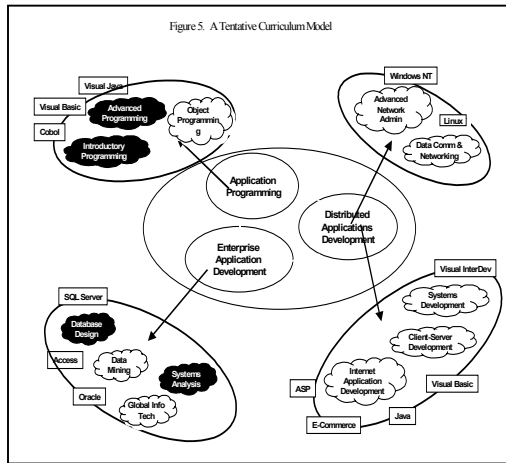 Figure 5. A Tentative Curriculum Model
Visual Java
Visual Basic
Cobol
Advanced
Programming
Object
Programmin
g
Introductory
Programming
Windows NT
Advanced
Network
Admin
Linux
Data Comm &
Networking
Application
Programming
Distributed
Applications
Development
Enterprise
Application
Development
SQL Server
Database
Design
Access
Data
Mining
Oracle
Systems
Analysis
Global Info
Tech
Visual InterDev
Systems
Development
Client-Server
Development
Internet
Application
Development
Visual Basic
ASP
Java
E-Commerce